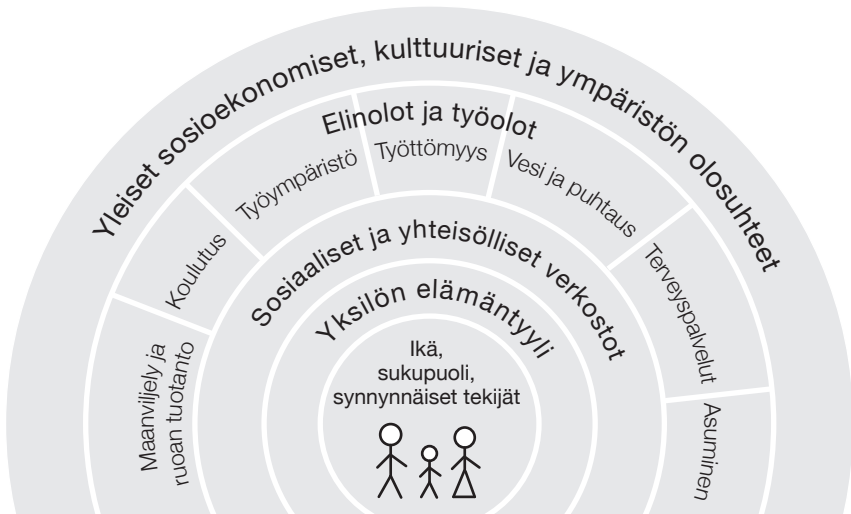 Yleiset sosioekonomiset, kulttuuriset ja ympäristön olosuhteet
Elinolot ja työolot
Maanviljely ja
ruoan tuotanto
Koulutus
Työympäristö
Työttömyys
Vesi ja puhtaus
Terveyspalvelut
Asuminen
Sosiaaliset ja yhteisölliset verkostot
Yksilön elämäntyyli
Ikä,
sukupuoli,
synnynnäiset tekijät